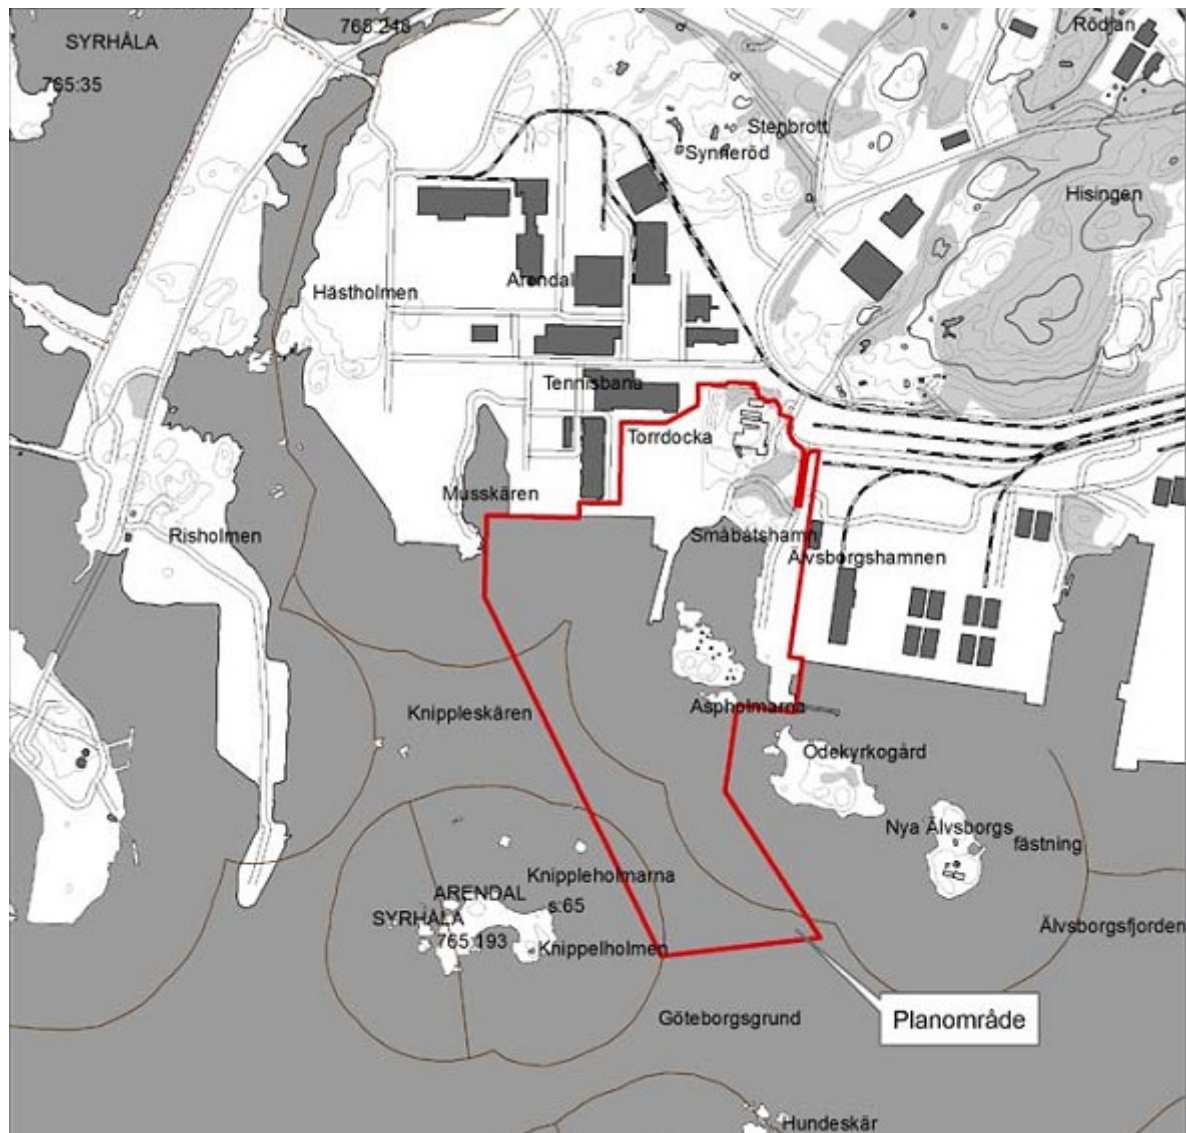 765:248
Rödjan
SYRHÅLA
765:35
Stenbrott
Synneröd
Hisingen
Arendal
Hästholmen
Tennisbana
Torrdocka
Musskären
Risholmen
Småbåtshamn
Älvsborgshamnen
Aspholmarna
Knippleskären
Ödekyrkogård
Nya Älvsborgs
fästning
Knippleholmarna
ARENDAL
s:65
SYRHÅLA
765:193
Knippelholmen
Älvsborgsfjorden
Göteborgsgrund
Planområde
Hundeskär